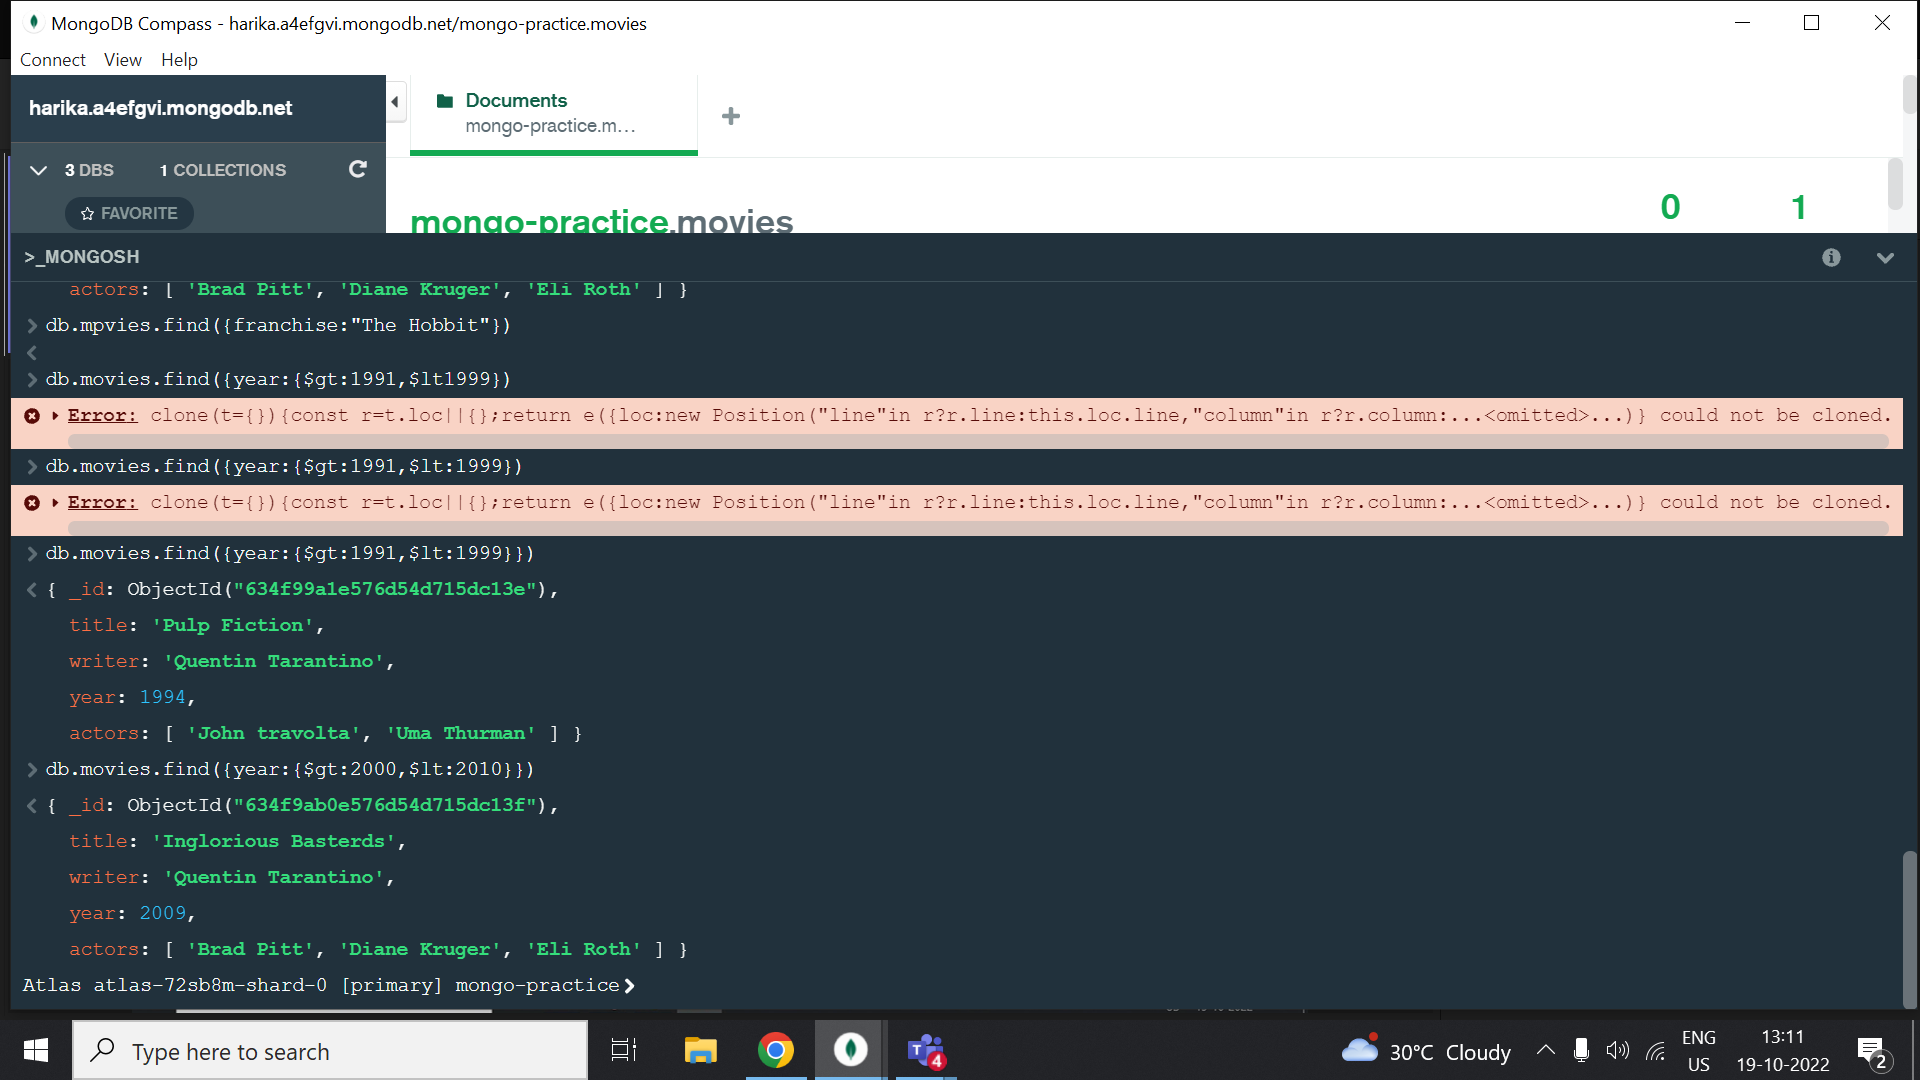 MongoDB Compass - harika.a4efgvi.mongodb.net/mongo-practice.movies
Connect View Help
harika.a4efgvi.mongodb.net
Documents
mongo-practice.m...
3 DBS 1 COLLECTIONS
FAVORITE
mongo-practice.movies
0 1
>_MONGOSH
actors: [ 'Brad Pitt', 'Diane Kruger', 'Eli Roth' ] }
db.mpvies.find({franchise:"The Hobbit"})
db.movies.find({year:{$gt:1991,$lt1999})
Error: clone(t={}){const r=t.loc||{};return e({loc:new Position("line"in r?r.line:this.loc.line,"column"in r?r.column:...<omitted>...)} could not be cloned.
db.movies.find({year:{$gt:1991,$lt:1999})
Error: clone(t={}){const r=t.loc||{};return e({loc:new Position("line"in r?r.line:this.loc.line,"column"in r?r.column:...<omitted>...)} could not be cloned.
db.movies.find({year:{$gt:1991,$lt:1999}})
{ _id: ObjectId("634f99a1e576d54d715dc13e"),
title: 'Pulp Fiction',
writer: 'Quentin Tarantino',
year: 1994,
actors: [ 'John travolta', 'Uma Thurman' ] }
db.movies.find({year:{$gt:2000,$lt:2010}})
{ _id: ObjectId("634f9ab0e576d54d715dc13f"),
title: 'Inglorious Basterds',
writer: 'Quentin Tarantino',
year: 2009,
actors: [ 'Brad Pitt', 'Diane Kruger', 'Eli Roth' ] }
Atlas atlas-72sb8m-shard-0 [primary] mongo-practice>
Type here to search
T 4
30°C Cloudy
ENG
US
13:11
19-10-2022
2